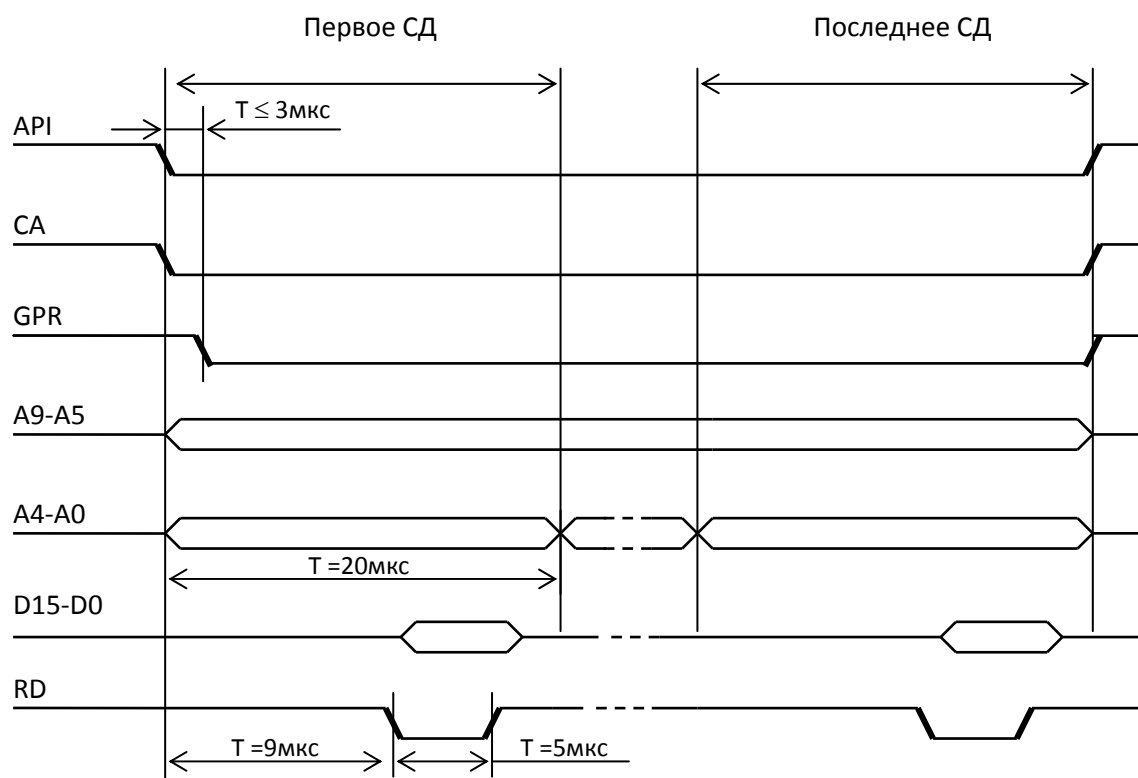 Первое СД
Последнее СД
T ≤ 3мкс
API
CA
GPR
A9-A5
A4-A0
T =20мкс
D15-D0
RD
T =9мкс
T =5мкс